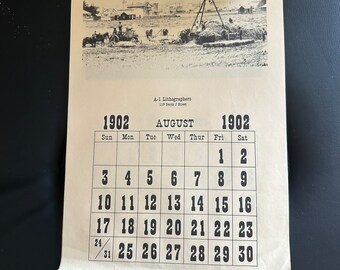 A-1 Lithographers
1902 AUGUST 1902
Sun Mon Tue Wed Thur Fri Sat
1 2
3 4 5 6 7 8 9
10 11 12 13 14 15 16
17 18 19 20 21 22 23
24/31 25 26 27 28 29 30